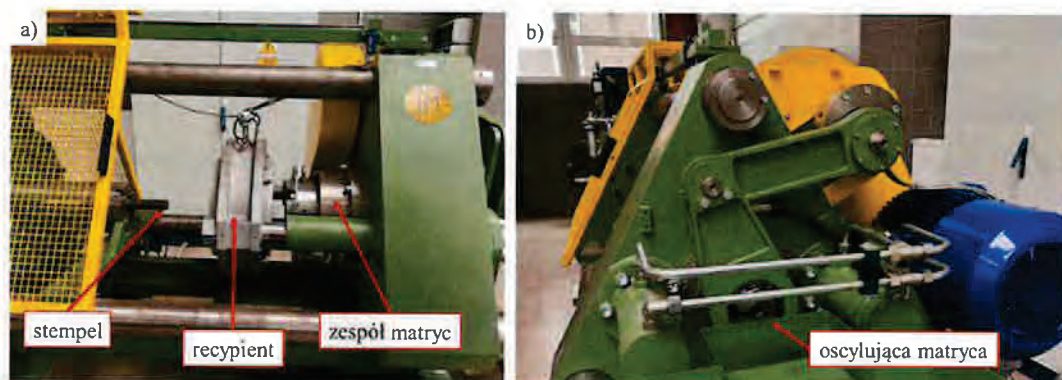 a)
b)
stempel
recypient
zespół matryc
oscylująca matryca